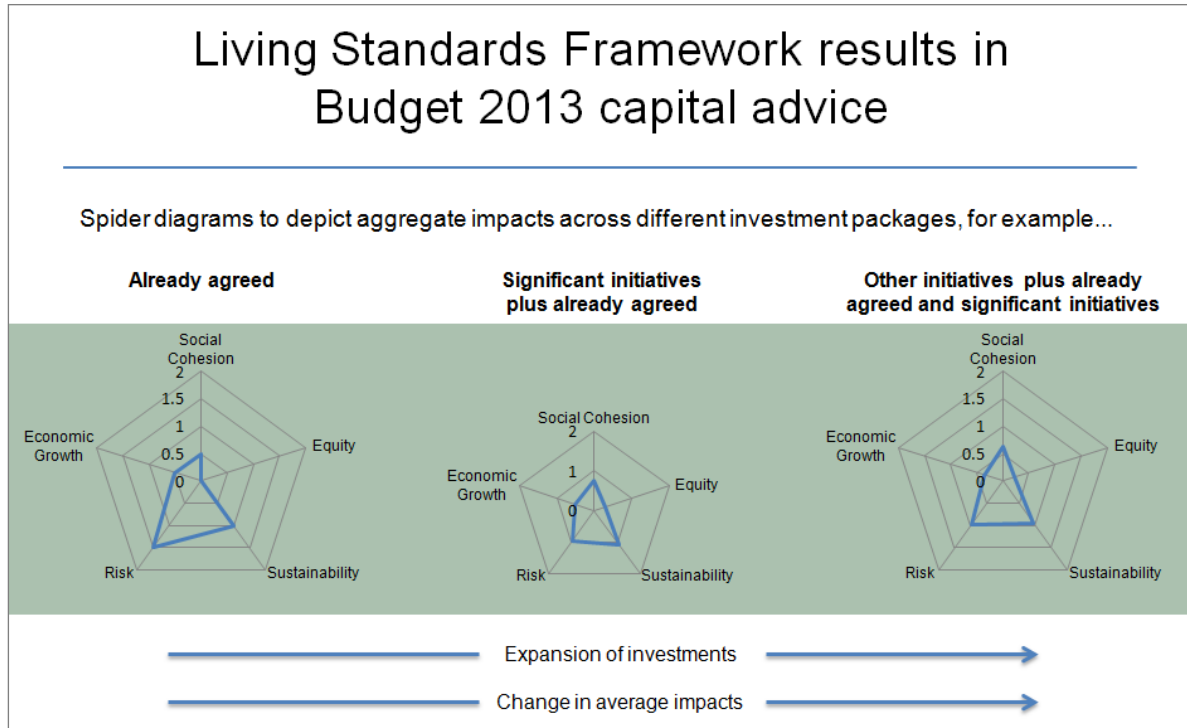 Living Standards Framework results in
Budget 2013 capital advice
Spider diagrams to depict aggregate impacts across different investment packages, for example...
Already agreed
Significant initiatives
plus already agreed
Other initiatives plus already
agreed and significant initiatives
Social
Cohesion
2
1.5
1
0.5
0
Economic
Growth
Equity
Risk
Sustainability
Social Cohesion
2
1
0
Economic
Growth
Equity
Risk
Sustainability
Social
Cohesion
2
1.5
1
0.5
0
Economic
Growth
Equity
Risk
Sustainability
Expansion of investments
Change in average impacts